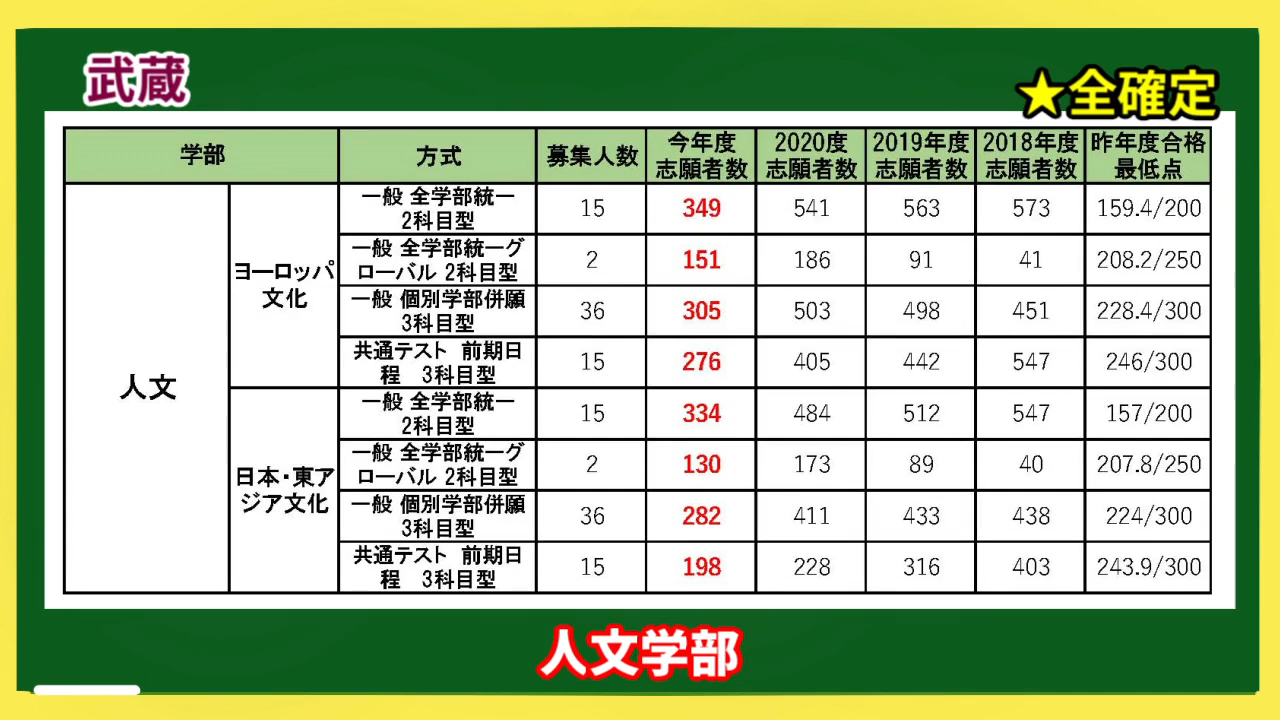 武蔵
★全確定
学部 方式 募集人数 今年度志願者数 2020度志願者数 2019年度志願者数 2018年度志願者数 昨年度合格最低点
人文
ヨーロッパ文化
一般 全学部統一 2科目型 15 349 541 563 573 159.4/200
一般 全学部統一グローバル 2科目型 2 151 186 91 41 208.2/250
一般 個別学部併願 3科目型 36 305 503 498 451 228.4/300
共通テスト 前期日程 3科目型 15 276 405 442 547 246/300
日本・東アジア文化
一般 全学部統一 2科目型 15 334 484 512 547 157/200
一般 全学部統一グローバル 2科目型 2 130 173 89 40 207.8/250
一般 個別学部併願 3科目型 36 282 411 433 438 224/300
共通テスト 前期日程 3科目型 15 198 228 316 403 243.9/300
人文学部